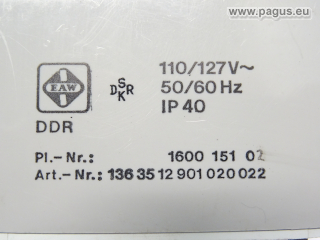 www.pagus.eu
EAW
DSKR
110/127V~
50/60 Hz
IP 40
DDR
Pl.-Nr.: 1600 151 02
Art.-Nr.: 136 35 12 901 020 022